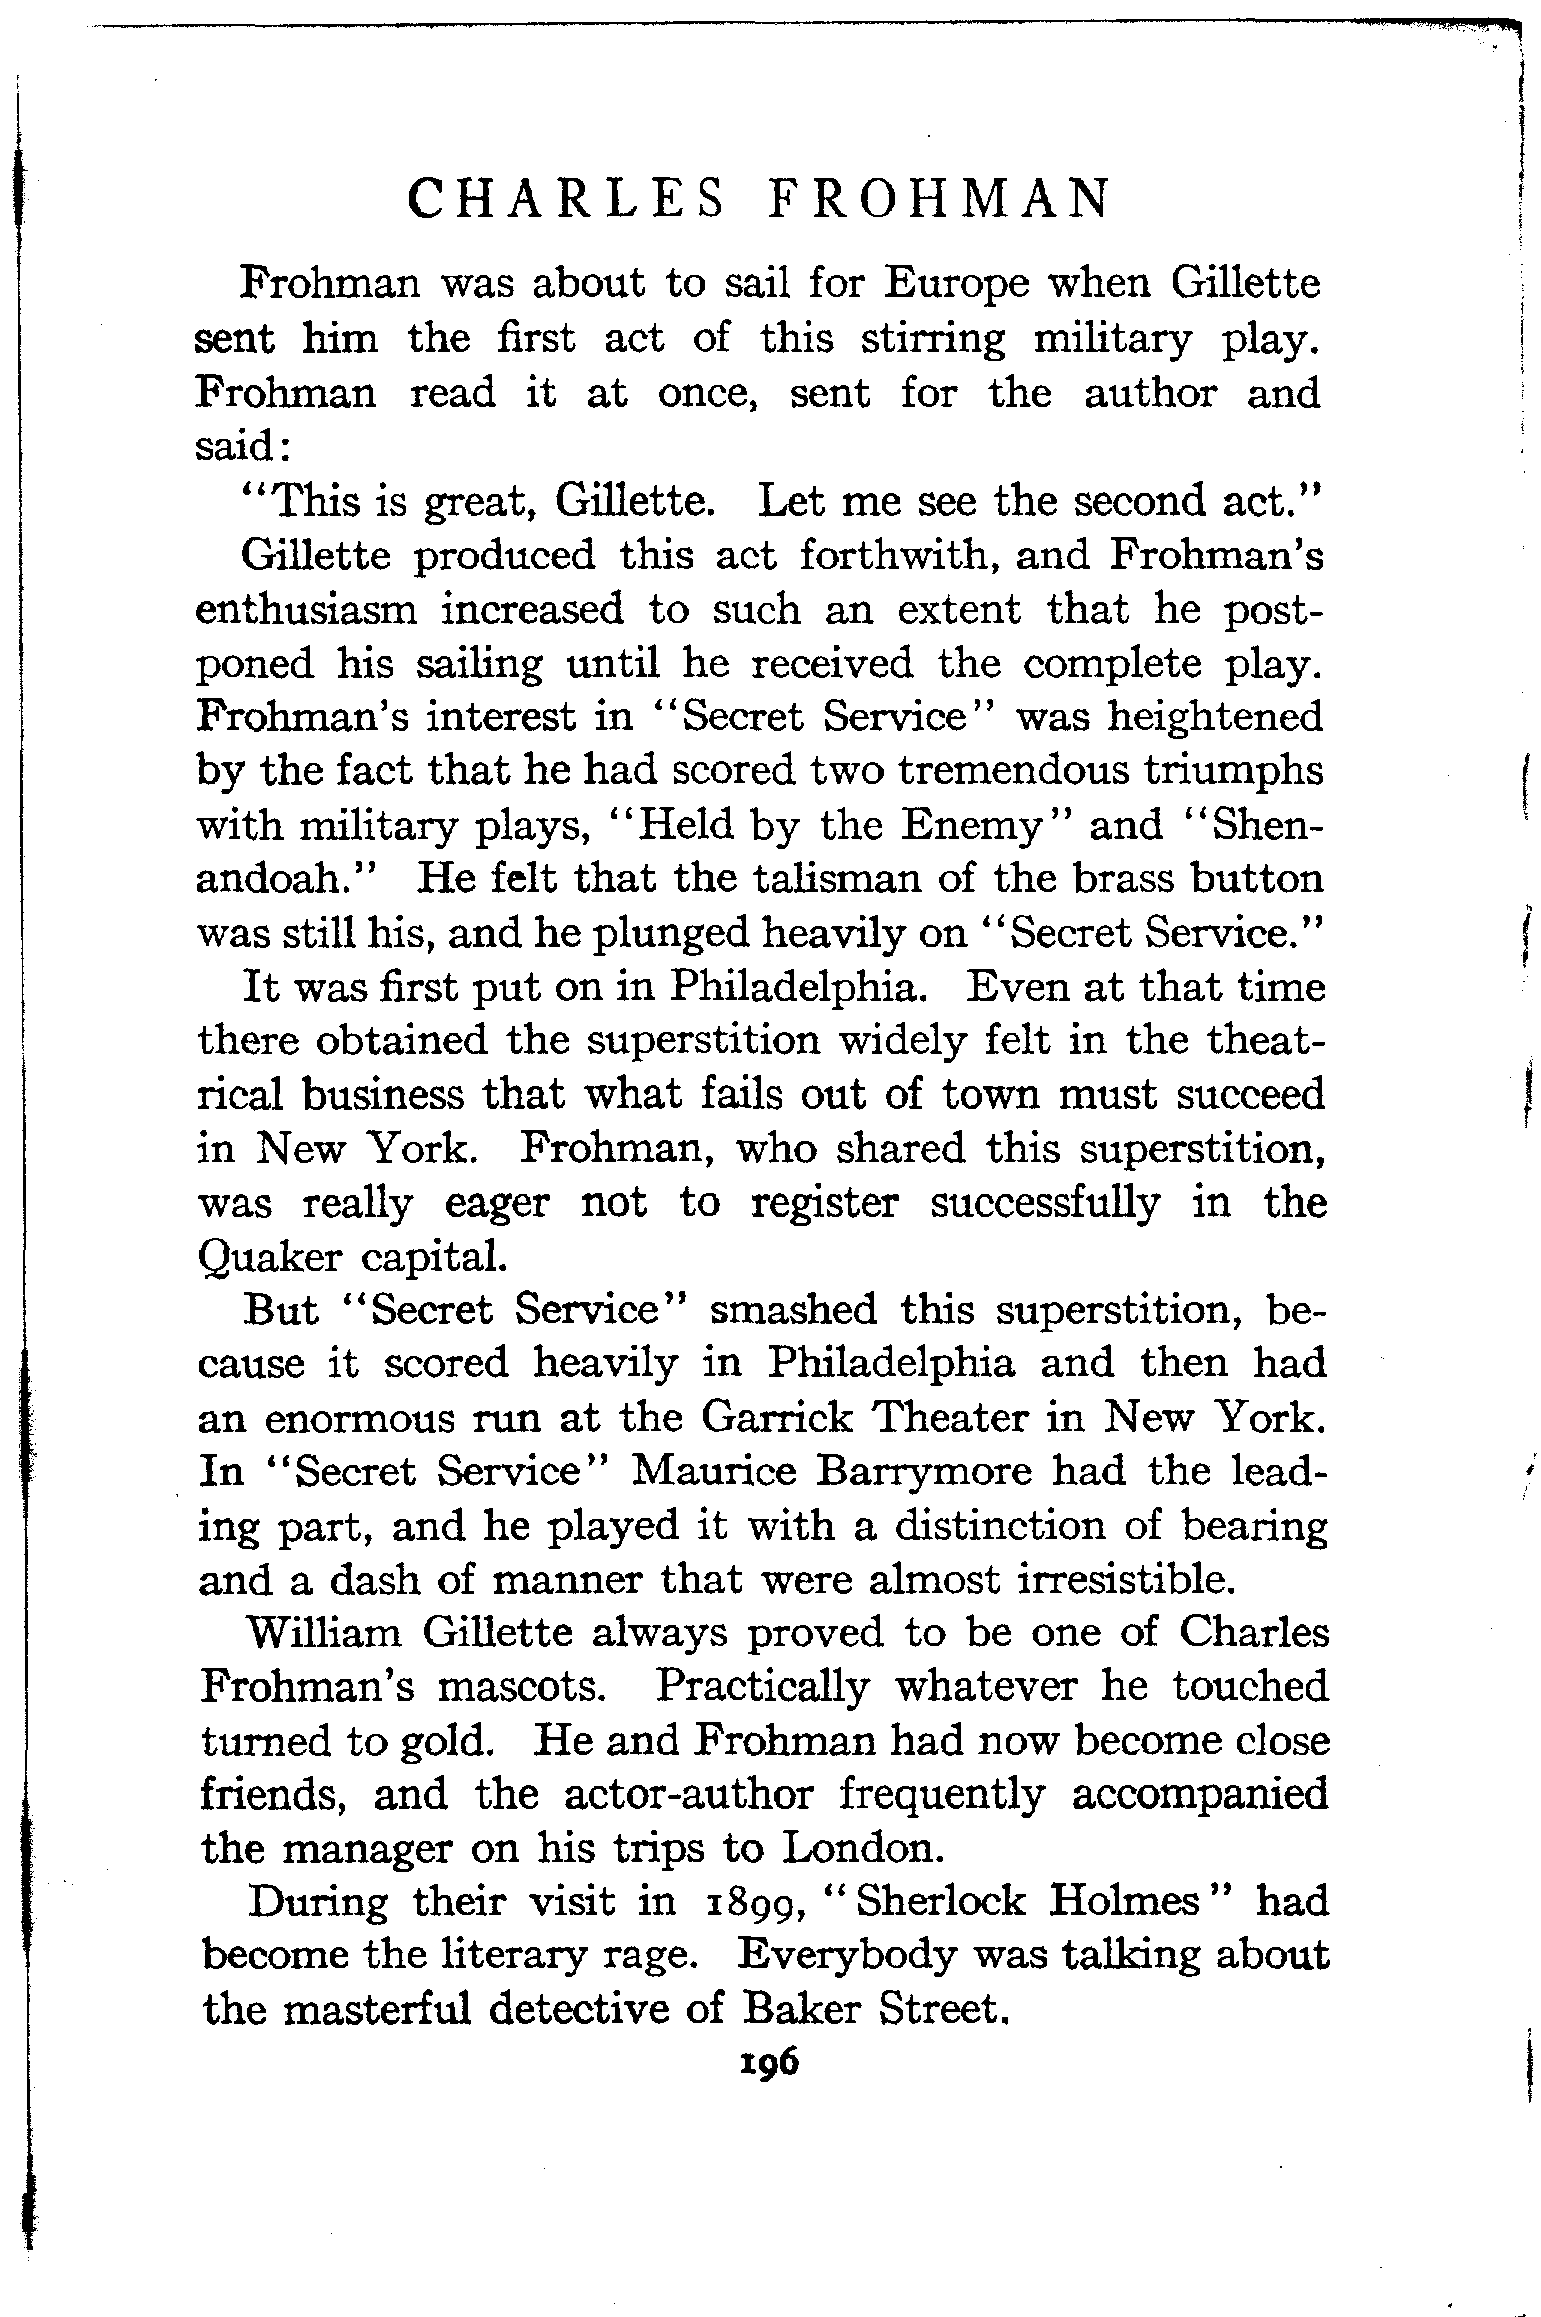 CHARLES FROHMAN
Frohman was about to sail for Europe when Gillette
sent him the first act of this stirring military play.
Frohman read it at once, sent for the author and
said:
"This is great, Gillette. Let me see the second act."
Gillette produced this act forthwith, and Frohman's
enthusiasm increased to such an extent that he post-
poned his sailing until he received the complete play.
Frohman's interest in "Secret Service" was heightened
by the fact that he had scored two tremendous triumphs
with military plays, "Held by the Enemy" and "Shen-
andoah." He felt that the talisman of the brass button
was still his, and he plunged heavily on "Secret Service."
It was first put on in Philadelphia. Even at that time
there obtained the superstition widely felt in the theat-
rical business that what fails out of town must succeed
in New York. Frohman, who shared this superstition,
was really eager not to register successfully in the
Quaker capital.
But "Secret Service" smashed this superstition, be-
cause it scored heavily in Philadelphia and then had
an enormous run at the Garrick Theater in New York.
In "Secret Service" Maurice Barrymore had the lead-
ing part, and he played it with a distinction of bearing
and a dash of manner that were almost irresistible.
William Gillette always proved to be one of Charles
Frohman's mascots. Practically whatever he touched
turned to gold. He and Frohman had now become close
friends, and the actor-author frequently accompanied
the manager on his trips to London.
During their visit in 1899, "Sherlock Holmes" had
become the literary rage. Everybody was talking about
the masterful detective of Baker Street.
196